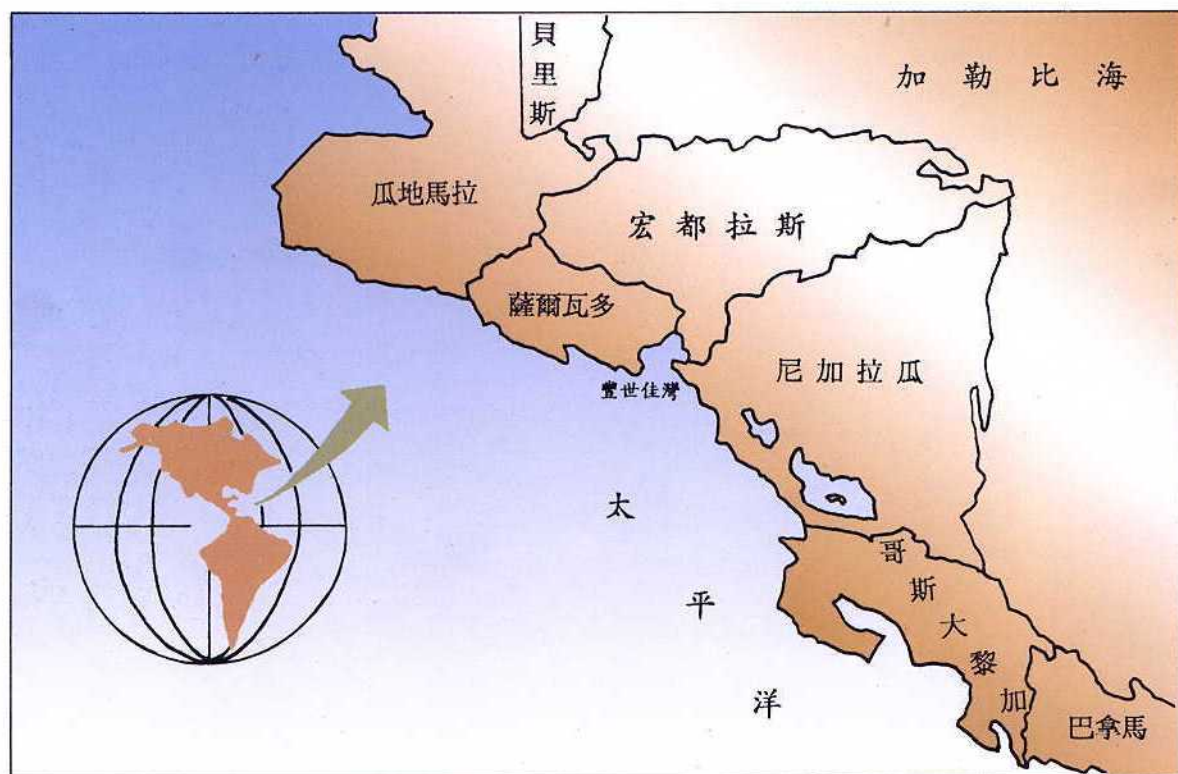 貝里斯
加勒比海
瓜地馬拉
宏都拉斯
薩爾瓦多
尼加拉瓜
豐世佳灣
太平洋
哥斯大黎加
巴拿馬